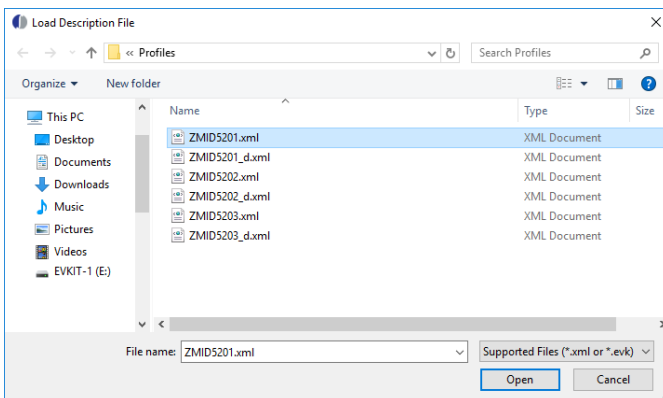 Load Description File
« Profiles
Search Profiles
Organize
New folder
Name
Type
Size
This PC
Desktop
Documents
Downloads
Music
Pictures
Videos
EVKIT-1 (E:)
ZMID5201.xml XML Document
ZMID5201_d.xml XML Document
ZMID5202.xml XML Document
ZMID5202_d.xml XML Document
ZMID5203.xml XML Document
ZMID5203_d.xml XML Document
File name: ZMID5201.xml
Supported Files (*.xml or *.evk)
Open
Cancel